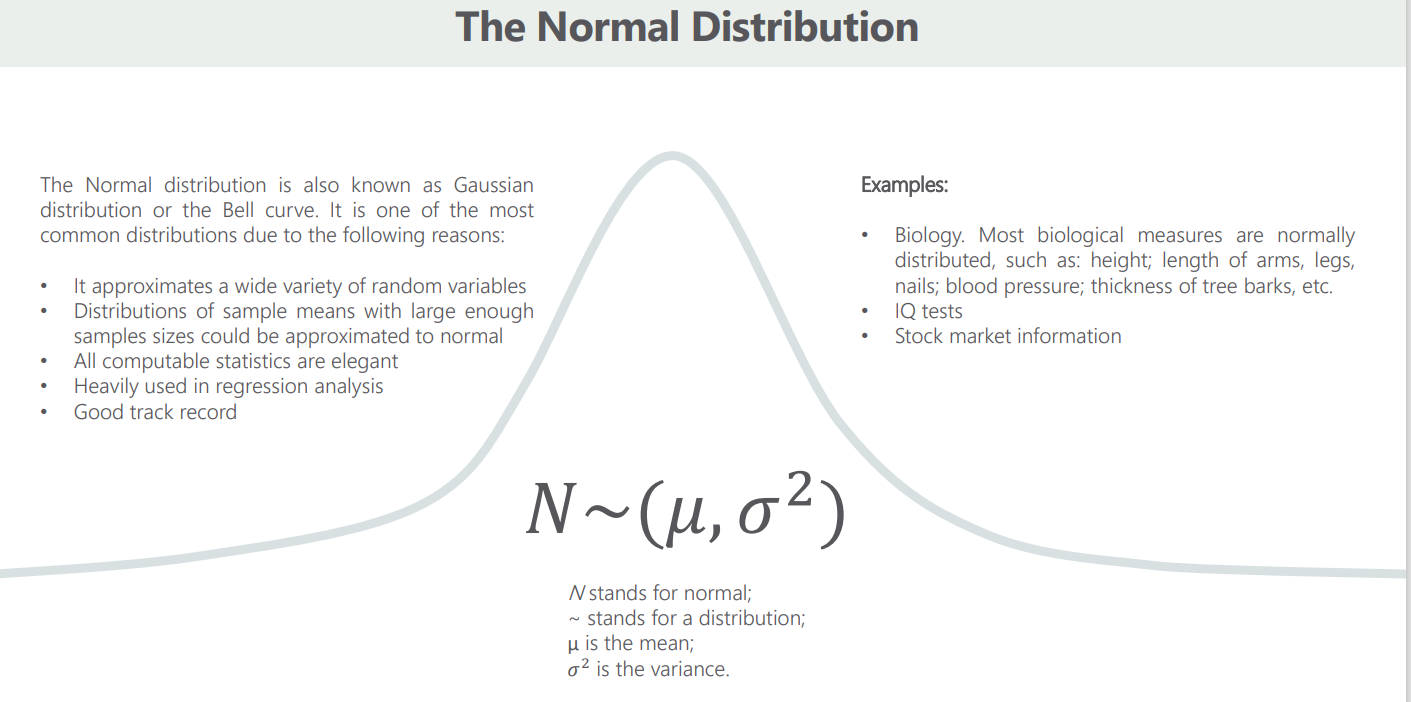 The Normal Distribution
The Normal distribution is also known as Gaussian
distribution or the Bell curve. It is one of the most
common distributions due to the following reasons:
• It approximates a wide variety of random variables
• Distributions of sample means with large enough
samples sizes could be approximated to normal
• All computable statistics are elegant
• Heavily used in regression analysis
• Good track record
Examples:
• Biology. Most biological measures are normally
distributed, such as: height; length of arms, legs,
nails; blood pressure; thickness of tree barks, etc.
• IQ tests
• Stock market information
N~(μ, σ²)
N stands for normal;
~ stands for a distribution;
μ is the mean;
σ² is the variance.